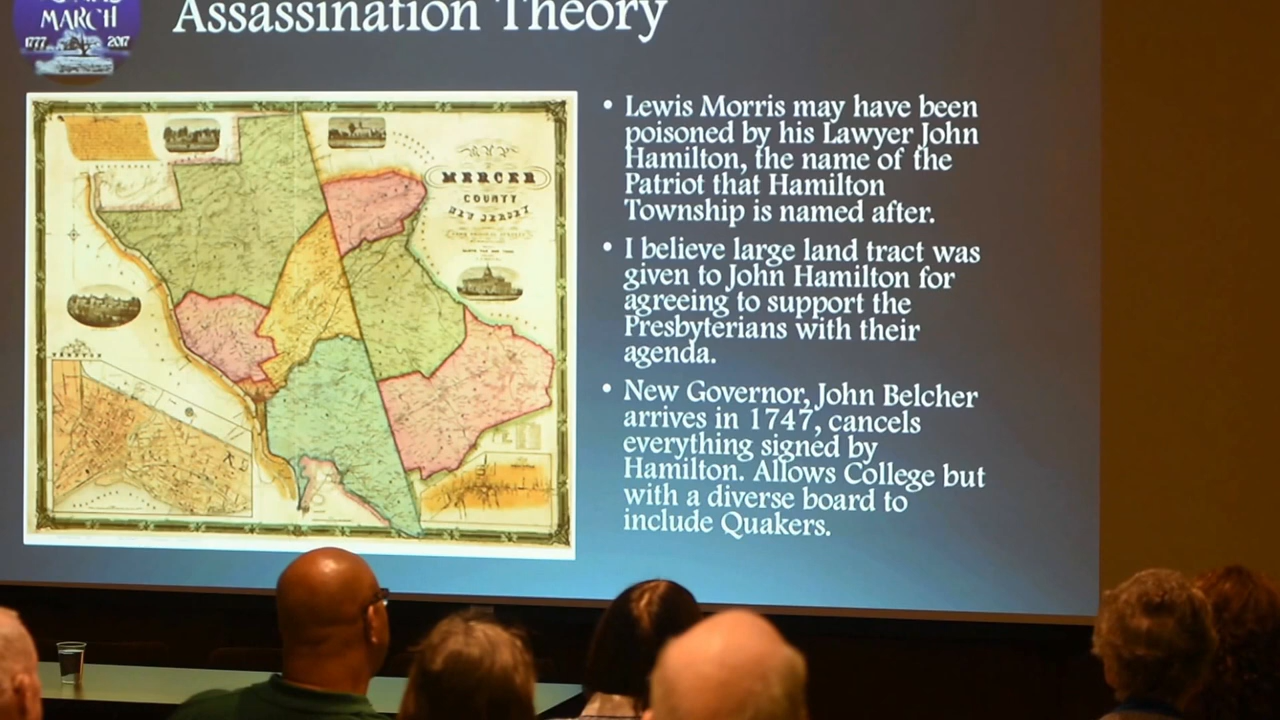 MARCH
1777 2017
Assassination Theory
MAP
MERCER
COUNTY
NEW JERSEY
TRENTON
• Lewis Morris may have been
poisoned by his Lawyer John
Hamilton, the name of the
Patriot that Hamilton
Township is named after.
• I believe large land tract was
given to John Hamilton for
agreeing to support the
Presbyterians with their
agenda.
• New Governor, John Belcher
arrives in 1747, cancels
everything signed by
Hamilton. Allows College but
with a diverse board to
include Quakers.